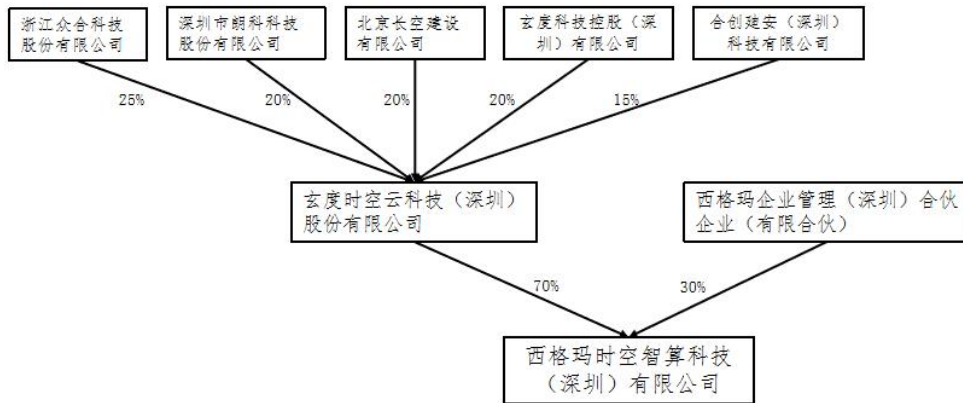 浙江众合科技
股份有限公司
深圳市朗科科技
股份有限公司
北京长空建设
有限公司
玄度科技控股（深
圳）有限公司
合创建安（深圳）
科技有限公司
25%
20%
20%
20%
15%
玄度时空云科技（深圳）
股份有限公司
西格玛企业管理（深圳）合伙
企业（有限合伙）
70%
30%
西格玛时空智算科技
（深圳）有限公司